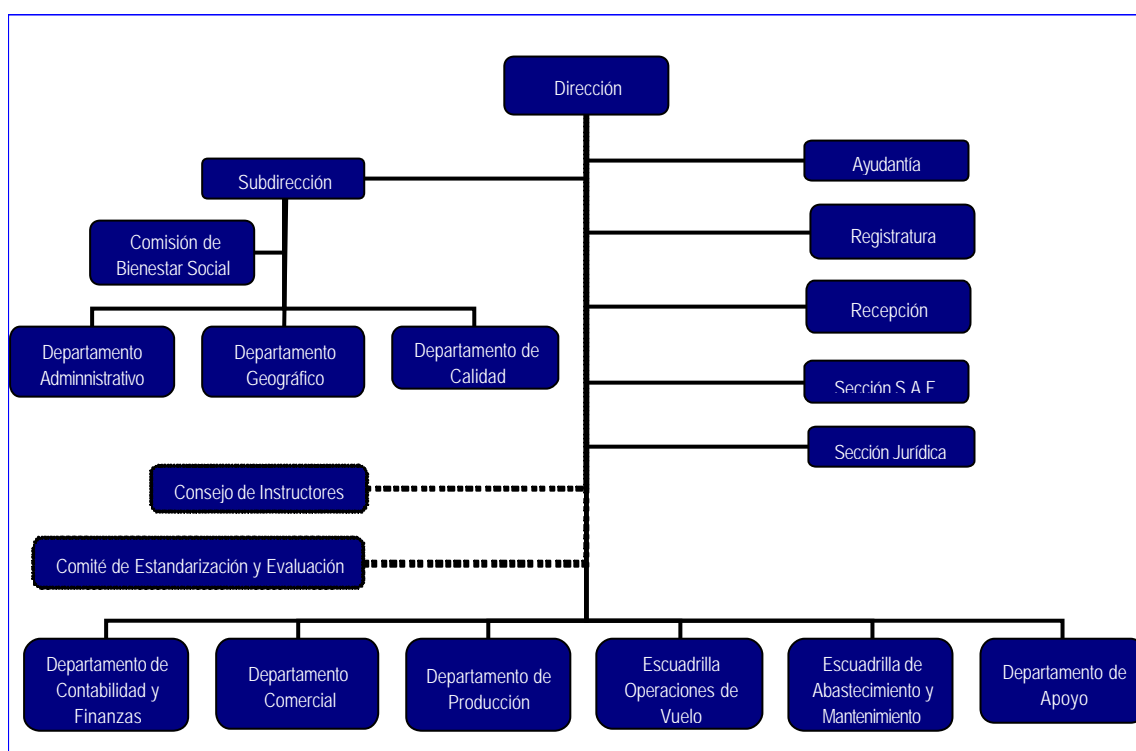 Dirección
Ayudantía
Subdirección
Registratura
Comisión de
Bienestar Social
Recepción
Departamento
Adminnistrativo
Departamento
Geográfico
Departamento de
Calidad
Sección S.A.F.
Sección Jurídica
Consejo de Instructores
Comité de Estandarización y Evaluación
Departamento de
Contabilidad y
Finanzas
Departamento
Comercial
Departamento de
Producción
Escuadrilla
Operaciones de
Vuelo
Escuadrilla de
Abastecimiento y
Mantenimiento
Departamento de
Apoyo